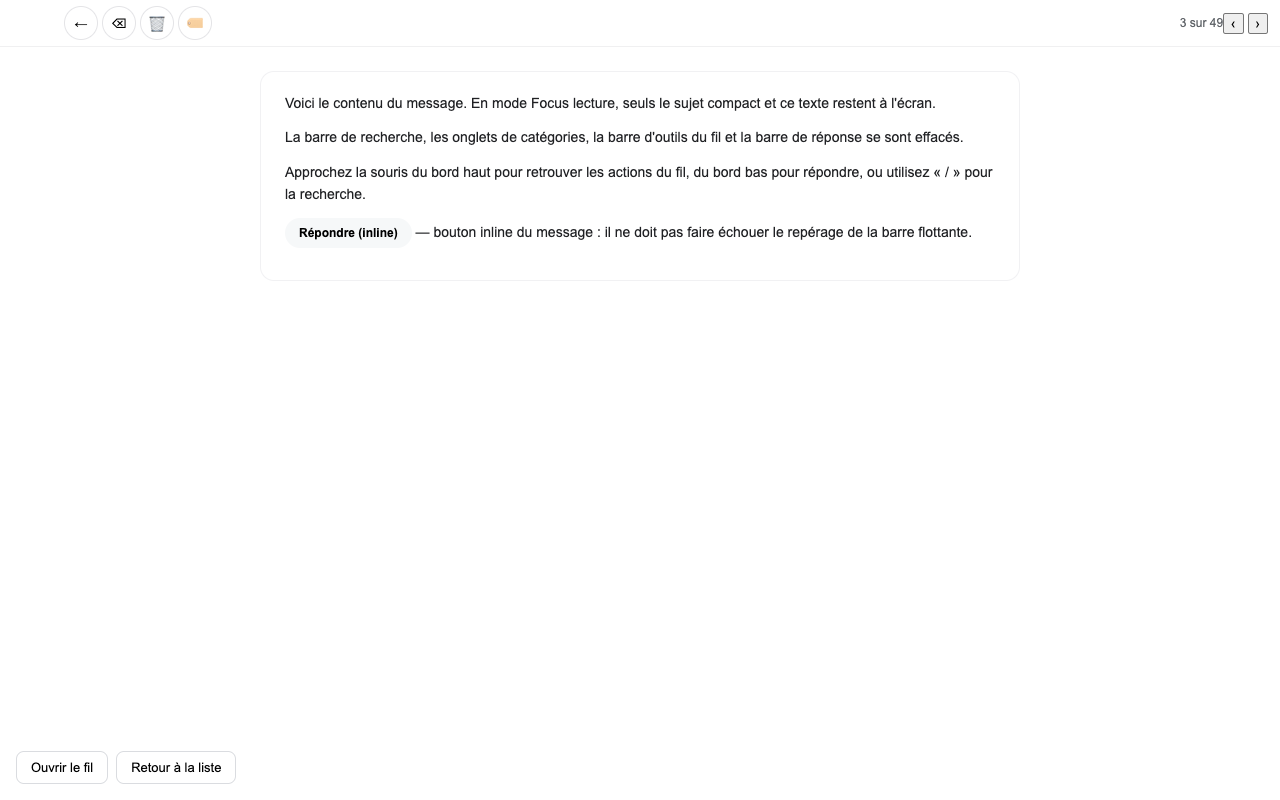 3 sur 49
Voici le contenu du message. En mode Focus lecture, seuls le sujet compact et ce texte restent à l'écran.
La barre de recherche, les onglets de catégories, la barre d'outils du fil et la barre de réponse se sont effacés.
Approchez la souris du bord haut pour retrouver les actions du fil, du bord bas pour répondre, ou utilisez « / » pour
la recherche.
Répondre (inline) — bouton inline du message : il ne doit pas faire échouer le repérage de la barre flottante.
Ouvrir le fil Retour à la liste